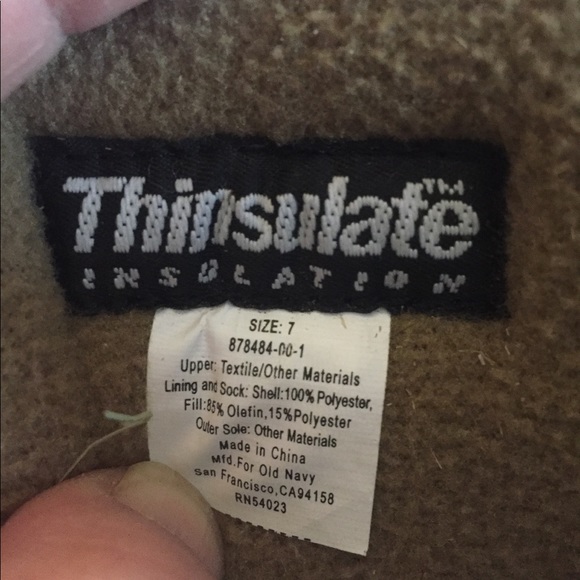 Thinsulate™
INSULATION
SIZE: 7
878484-00-1
Upper: Textile/Other Materials
Lining and Sock: Shell:100% Polyester,
Fill:85% Olefin,15%Polyester
Outer Sole: Other Materials
Made in China
Mfd.For Old Navy
San Francisco,CA94158
RN54023